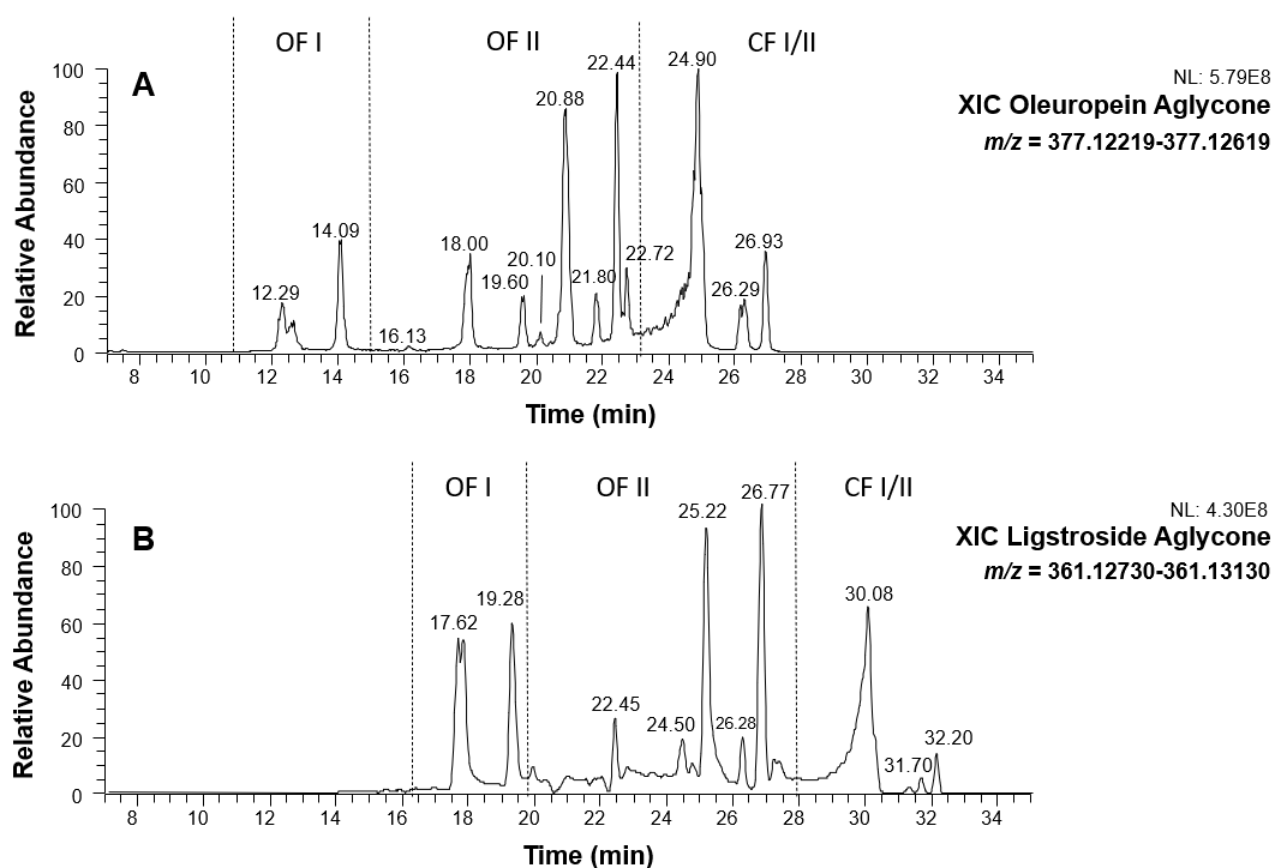 OF I
OF II
CF I/II
A
NL: 5.79E8
XIC Oleuropein Aglycone
m/z = 377.12219-377.12619
Relative Abundance
100
80
60
40
20
0
12.29
14.09
16.13
18.00
19.60
20.10
20.88
21.80
22.44
22.72
24.90
26.29
26.93
8 10 12 14 16 18 20 22 24 26 28 30 32 34
Time (min)
OF I
OF II
CF I/II
B
NL: 4.30E8
XIC Ligstroside Aglycone
m/z = 361.12730-361.13130
Relative Abundance
100
80
60
40
20
0
17.62
19.28
22.45
24.50
25.22
26.28
26.77
30.08
31.70
32.20
8 10 12 14 16 18 20 22 24 26 28 30 32 34
Time (min)